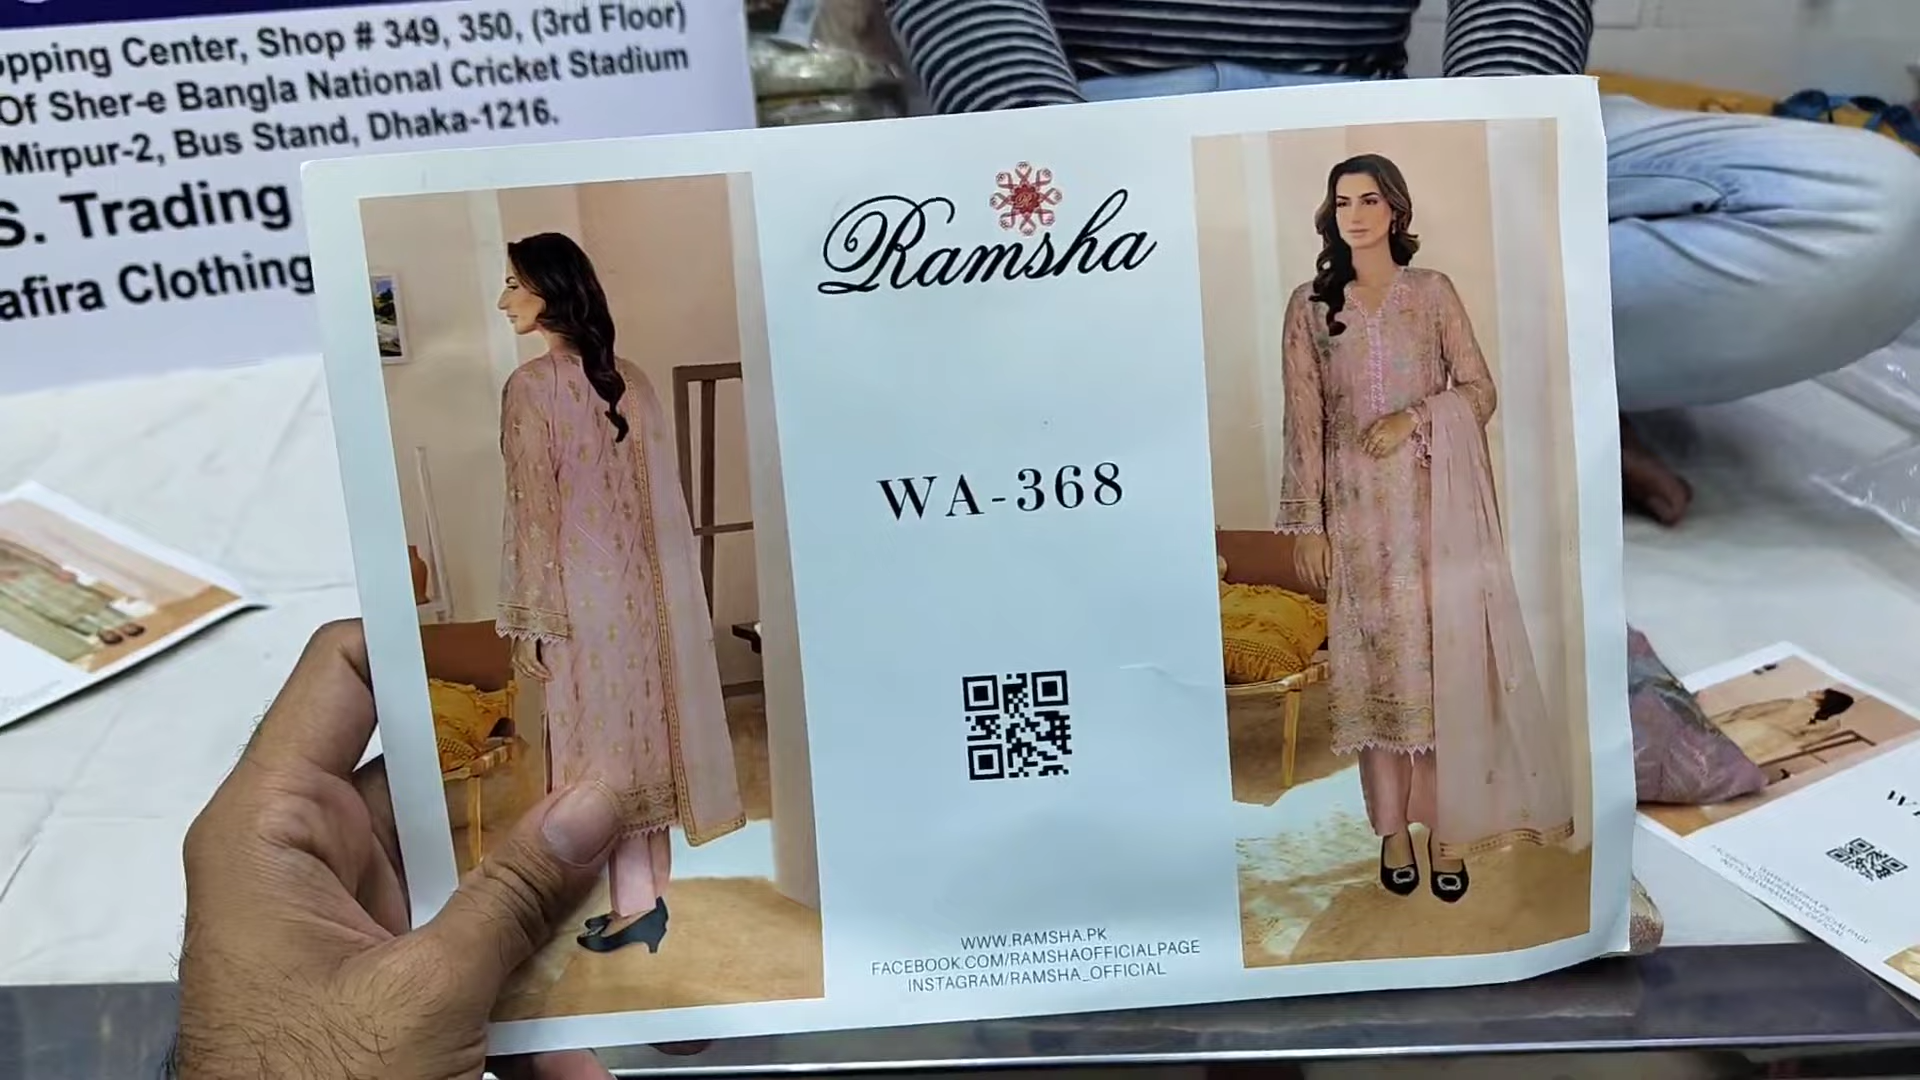 pping Center, Shop # 349, 350, (3rd Floor)
Of Sher-e Bangla National Cricket Stadium
Mirpur-2, Bus Stand, Dhaka-1216.
S. Trading
afira Clothing
Ramsha
WA-368
WWW.RAMSHA.PK
FACEBOOK.COM/RAMSHAOFFICIALPAGE
INSTAGRAM/RAMSHA_OFFICIAL